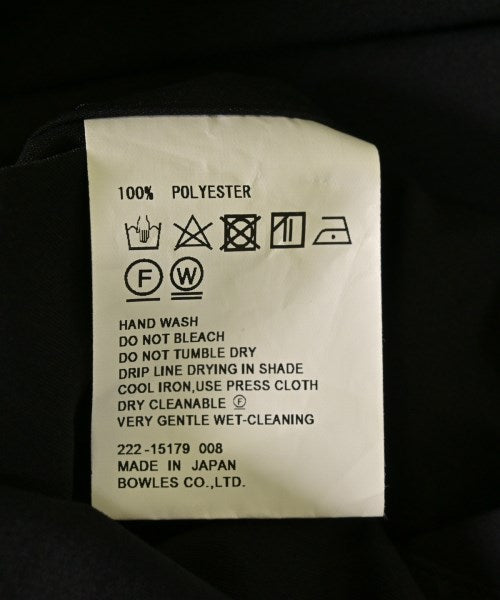 100% POLYESTER
F W
HAND WASH
DO NOT BLEACH
DO NOT TUMBLE DRY
DRIP LINE DRYING IN SHADE
COOL IRON,USE PRESS CLOTH
DRY CLEANABLE Ⓕ
VERY GENTLE WET-CLEANING
222-15179 008
MADE IN JAPAN
BOWLES CO.,LTD.